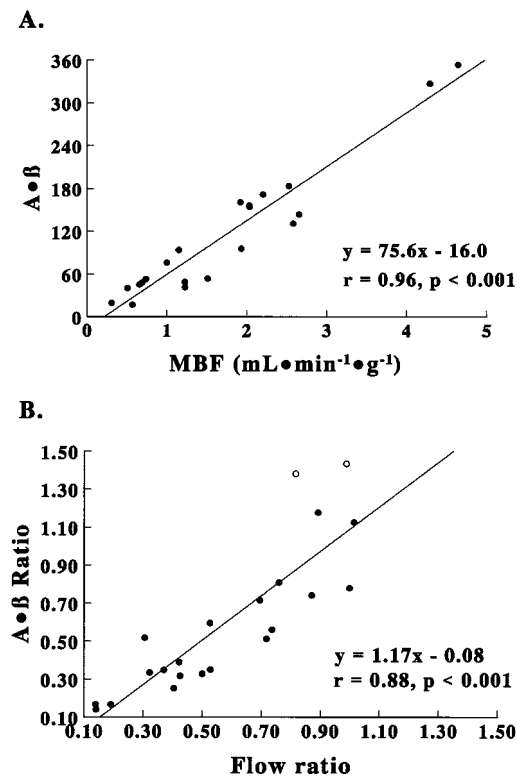 A.
360
300
240
180
120
60
0
A●ß
0 1 2 3 4 5
MBF (mL●min⁻¹●g⁻¹)
y = 75.6x - 16.0
r = 0.96, p < 0.001
B.
1.50
1.30
1.10
0.90
0.70
0.50
0.30
0.10
A●ß Ratio
0.10 0.30 0.50 0.70 0.90 1.10 1.30 1.50
Flow ratio
y = 1.17x - 0.08
r = 0.88, p < 0.001